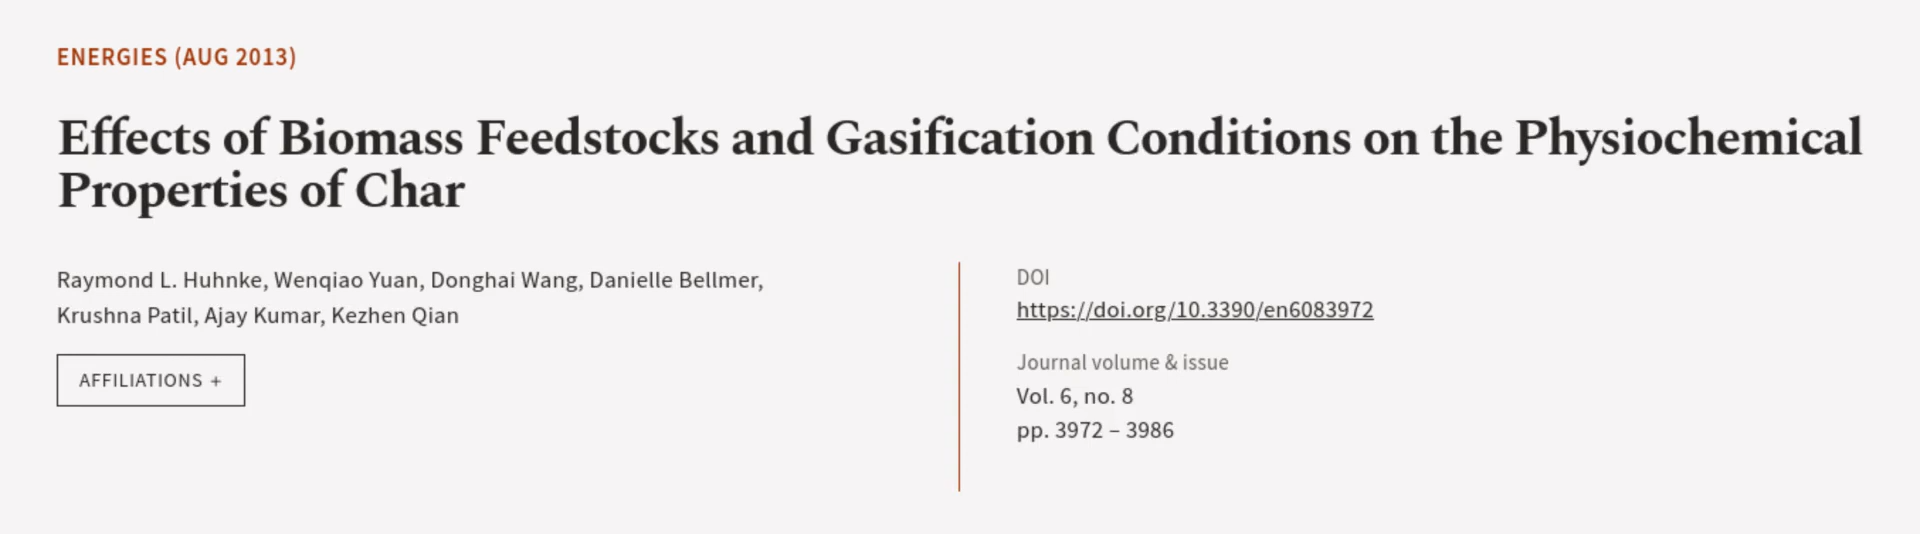 ENERGIES (AUG 2013)
Effects of Biomass Feedstocks and Gasification Conditions on the Physiochemical
Properties of Char
Raymond L. Huhnke, Wenqiao Yuan, Donghai Wang, Danielle Bellmer,
Krushna Patil, Ajay Kumar, Kezhen Qian
AFFILIATIONS +
DOI
https://doi.org/10.3390/en6083972
Journal volume & issue
Vol. 6, no. 8
pp. 3972 – 3986